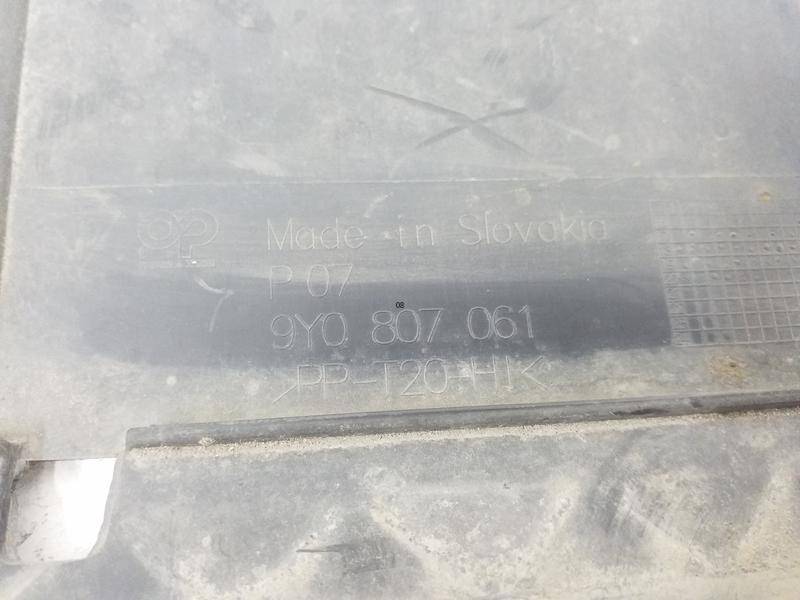 Made in Slovakia
P 07
08
9Y0 807 061
>PP-T20-HI<